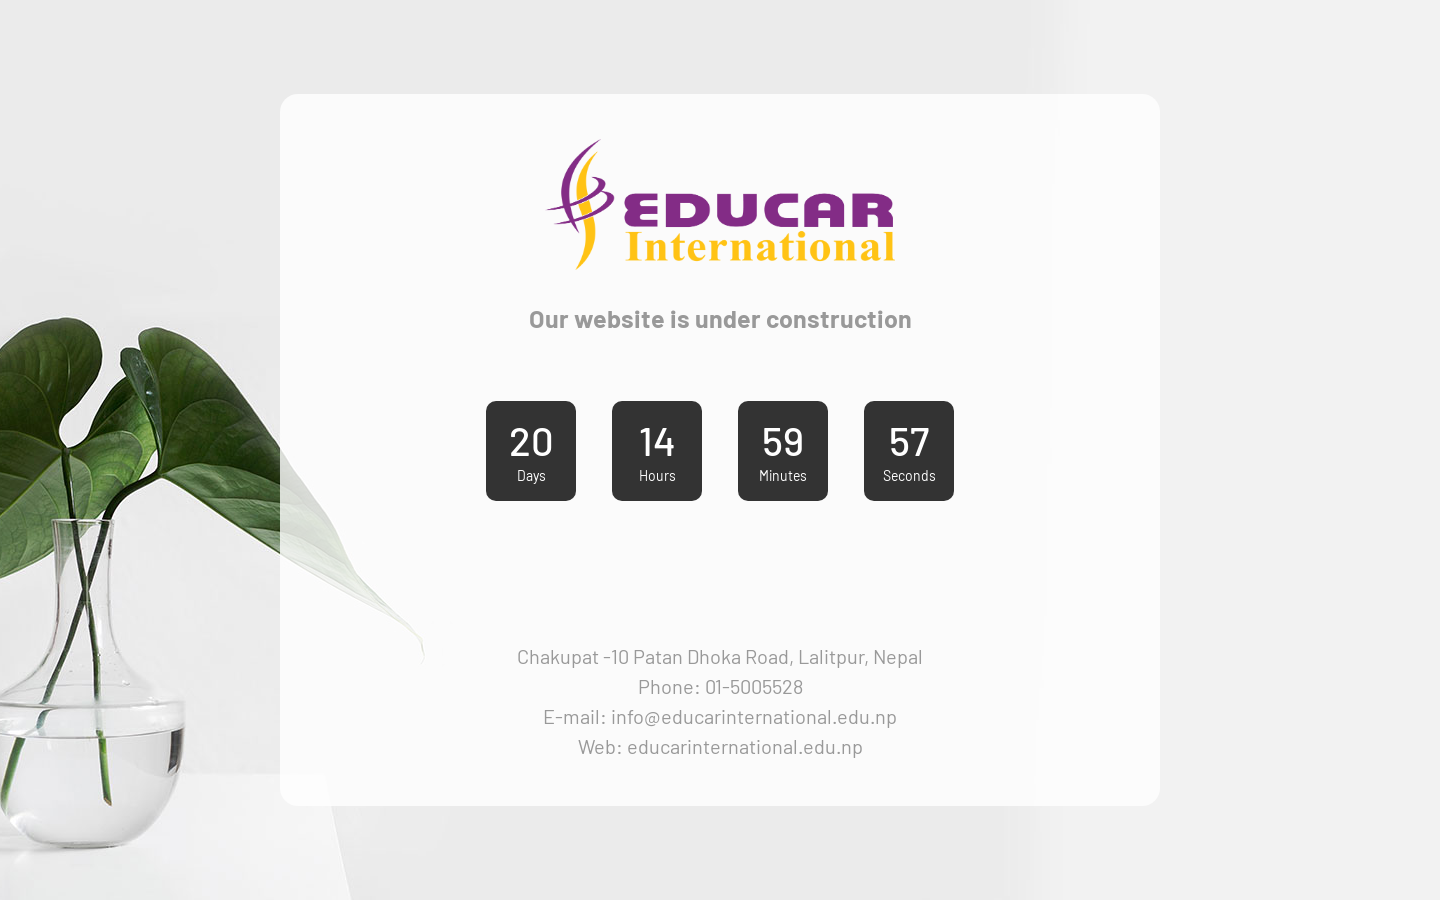 EDUCAR
International
Our website is under construction
20 14 59 57
Days Hours Minutes Seconds
Chakupat -10 Patan Dhoka Road, Lalitpur, Nepal
Phone: 01-5005528
E-mail: info@educarinternational.edu.np
Web: educarinternational.edu.np